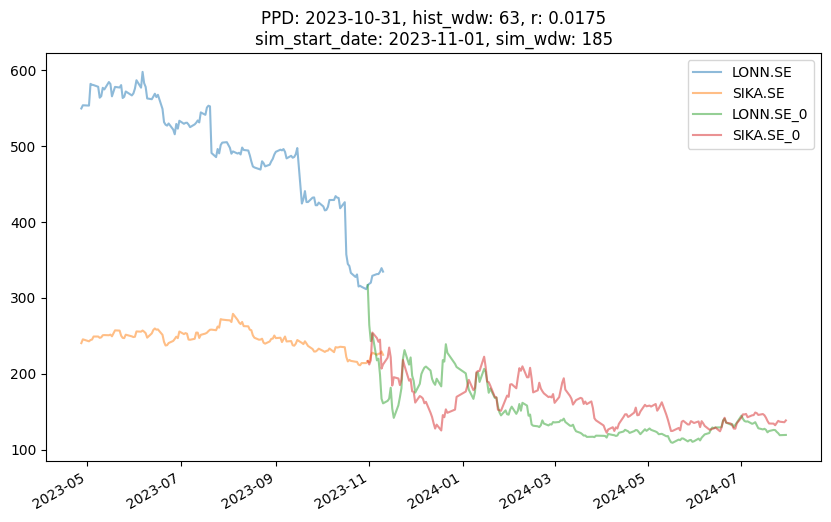 PPD: 2023-10-31, hist_wdw: 63, r: 0.0175
sim_start_date: 2023-11-01, sim_wdw: 185
LONN.SE
SIKA.SE
LONN.SE_0
SIKA.SE_0
600
500
400
300
200
100
2023-05
2023-07
2023-09
2023-11
2024-01
2024-03
2024-05
2024-07